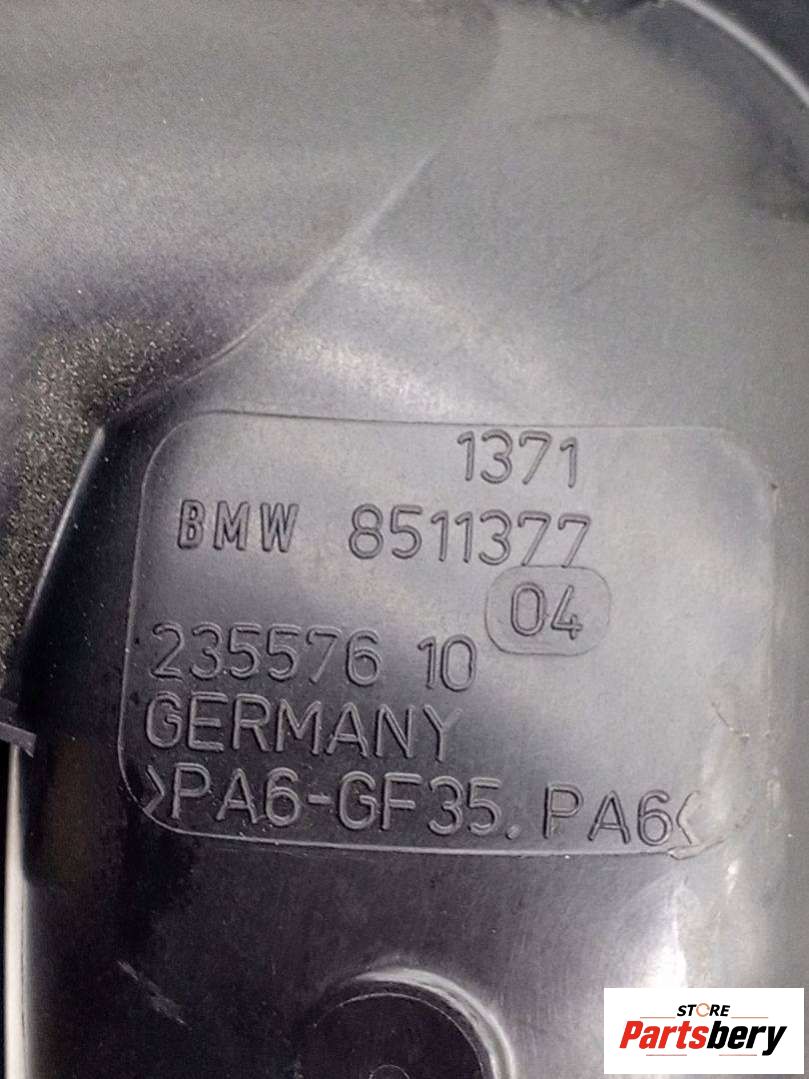 1371
BMW 8511377
04
235576 10
GERMANY
>PA6-GF35. PA6<
STORE
Partsbery